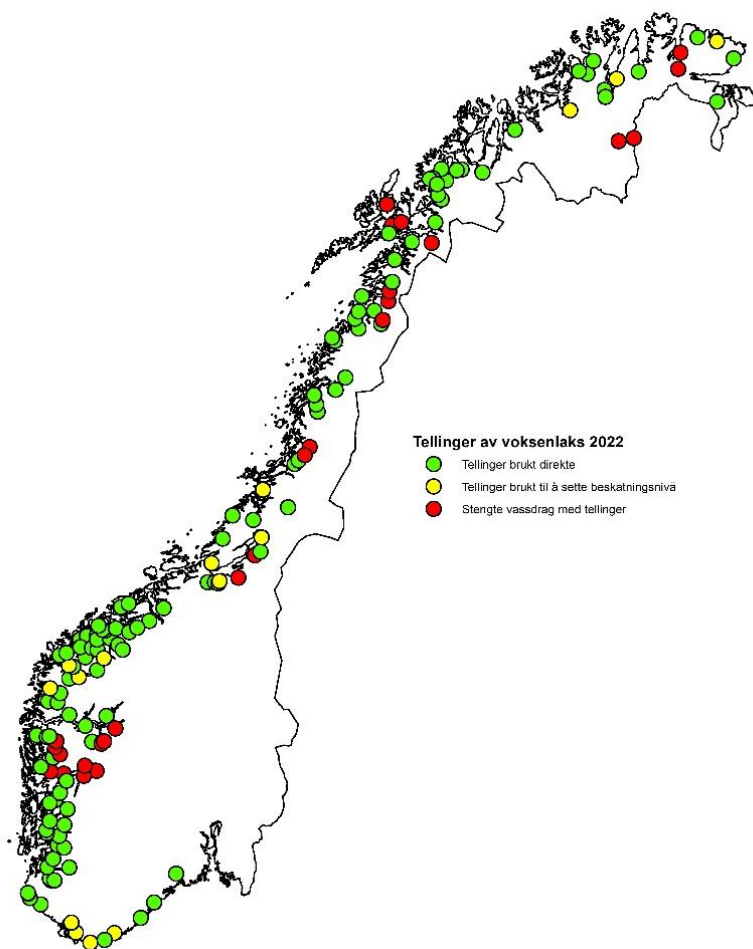 Tellinger av voksenlaks 2022
Tellinger brukt direkte
Tellinger brukt til å sette beskatningsnivå
Stengte vassdrag med tellinger